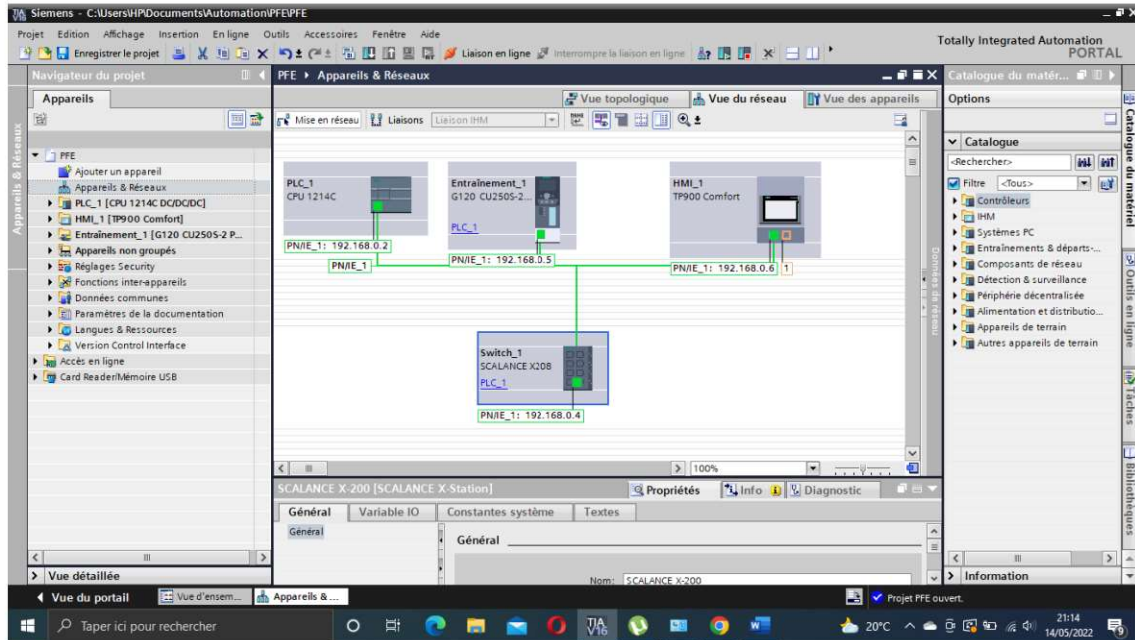 Siemens - C:\Users\HP\Documents\Automation\PFE\PFE
Projet Edition Affichage Insertion En ligne Outils Accessoires Fenêtre Aide
Enregistrer le projet Liaison en ligne Interrompre la liaison en ligne
Totally Integrated Automation
PORTAL
Navigateur du projet
PFE Appareils & Réseaux
Catalogue du matér...
Appareils
Vue topologique Vue du réseau Vue des appareils
Options
Mise en réseau Liaisons Liaison IHM
Catalogue
<Rechercher>
Filtre <Tous>
Contrôleurs
IHM
Systèmes PC
Entraînements & départs-...
Composants de réseau
Détection & surveillance
Périphérie décentralisée
Alimentation et distributio...
Appareils de terrain
Autres appareils de terrain
PFE
Ajouter un appareil
Appareils & Réseaux
PLC_1 [CPU 1214C DC/DC/DC]
HMI_1 [TP900 Comfort]
Entraînement_1 [G120 CU250S-2 P...
Appareils non groupés
Réglages Security
Fonctions inter-appareils
Données communes
Paramètres de la documentation
Langues & Ressources
Version Control Interface
Accès en ligne
Card Reader/Mémoire USB
PLC_1
CPU 1214C
Entraînement_1
G120 CU250S-2...
PLC_1
HMI_1
TP900 Comfort
PN/IE_1: 192.168.0.2
PN/IE_1
PN/IE_1: 192.168.0.5
PN/IE_1: 192.168.0.6 1
Switch_1
SCALANCE X208
PLC_1
PN/IE_1: 192.168.0.4
100%
SCALANCE X-200 [SCALANCE X-Station]
Propriétés Info Diagnostic
Général Variable IO Constantes système Textes
Général
Général
Nom: SCALANCE X-200
Vue détaillée
Information
Appareils & Réseaux
Données de réseau
Catalogue du matériel
Outils en ligne
Tâches
Bibliothèques
Vue du portail Vue d'ensem... Appareils & ...
Projet PFE ouvert.
Taper ici pour rechercher
TIA
V16
20°C
21:14
14/05/2022